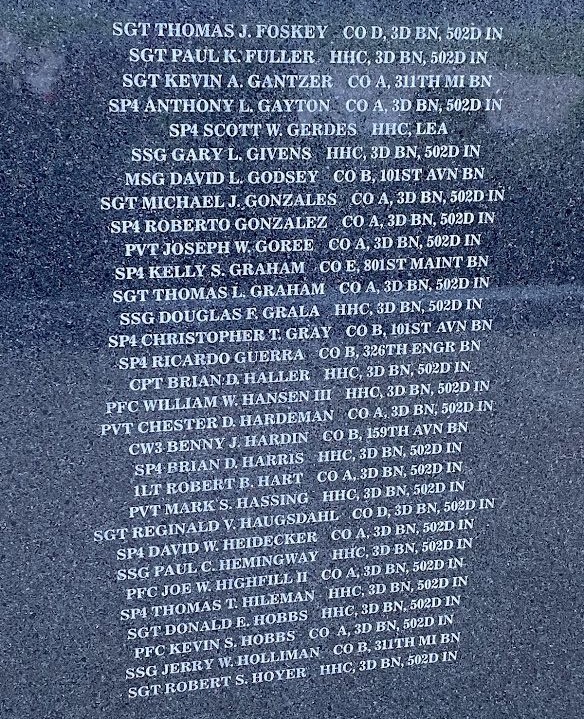 SGT THOMAS J. FOSKEY CO D, 3D BN, 502D IN
SGT PAUL K. FULLER HHC, 3D BN, 502D IN
SGT KEVIN A. GANTZER CO A, 311TH MI BN
SP4 ANTHONY L. GAYTON CO A, 3D BN, 502D IN
SP4 SCOTT W. GERDES HHC, LEA
SSG GARY L. GIVENS HHC, 3D BN, 502D IN
MSG DAVID L. GODSEY CO B, 101ST AVN BN
SGT MICHAEL J. GONZALES CO A, 3D BN, 502D IN
SP4 ROBERTO GONZALEZ CO A, 3D BN, 502D IN
PVT JOSEPH W. GOREE CO A, 3D BN, 502D IN
SP4 KELLY S. GRAHAM CO E, 801ST MAINT BN
SGT THOMAS L. GRAHAM CO A, 3D BN, 502D IN
SSG DOUGLAS F. GRALA HHC, 3D BN, 502D IN
SP4 CHRISTOPHER T. GRAY CO B, 101ST AVN BN
SP4 RICARDO GUERRA CO B, 326TH ENGR BN
CPT BRIAN D. HALLER HHC, 3D BN, 502D IN
PFC WILLIAM W. HANSEN III HHC, 3D BN, 502D IN
PVT CHESTER D. HARDEMAN CO A, 3D BN, 502D IN
CW3 BENNY J. HARDIN CO B, 159TH AVN BN
SP4 BRIAN D. HARRIS HHC, 3D BN, 502D IN
1LT ROBERT B. HART CO A, 3D BN, 502D IN
PVT MARK S. HASSING HHC, 3D BN, 502D IN
SGT REGINALD V. HAUGSDAHL CO D, 3D BN, 502D IN
SP4 DAVID W. HEIDECKER CO A, 3D BN, 502D IN
SSG PAUL C. HEMINGWAY HHC, 3D BN, 502D IN
PFC JOE W. HIGHFILL II CO A, 3D BN, 502D IN
SP4 THOMAS T. HILEMAN HHC, 3D BN, 502D IN
SGT DONALD E. HOBBS HHC, 3D BN, 502D IN
PFC KEVIN S. HOBBS CO A, 3D BN, 502D IN
SSG JERRY W. HOLLIMAN CO B, 311TH MI BN
SGT ROBERT S. HOYER HHC, 3D BN, 502D IN